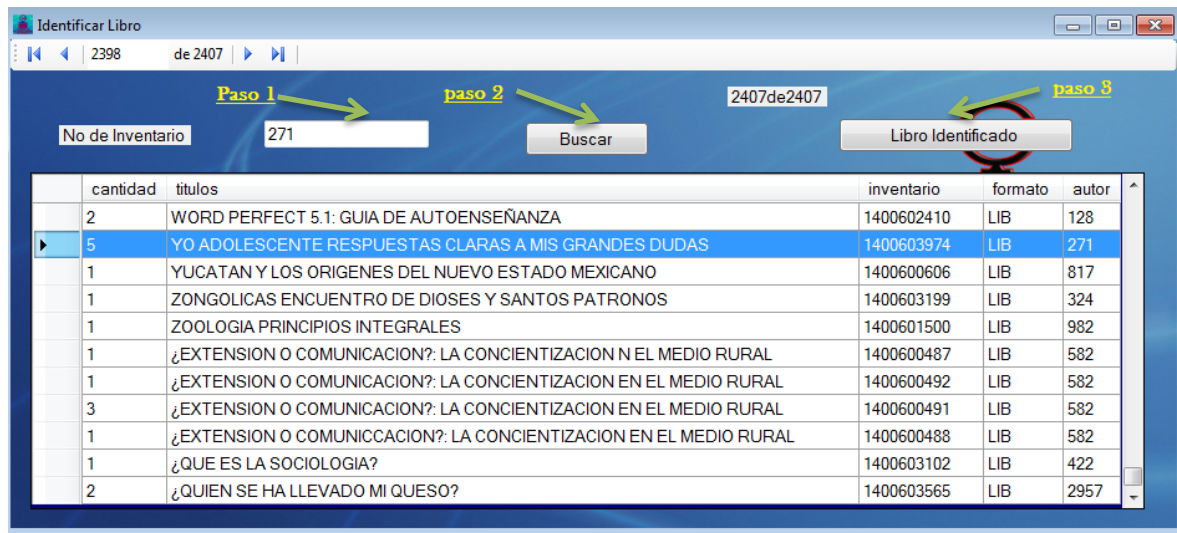 Identificar Libro
2398 de 2407
Paso 1 paso 2 2407de2407 paso 3
No de Inventario 271 Buscar Libro Identificado
cantidad titulos inventario formato autor
2 WORD PERFECT 5.1: GUIA DE AUTOENSEÑANZA 1400602410 LIB 128
5 YO ADOLESCENTE RESPUESTAS CLARAS A MIS GRANDES DUDAS 1400603974 LIB 271
1 YUCATAN Y LOS ORIGENES DEL NUEVO ESTADO MEXICANO 1400600606 LIB 817
1 ZONGOLICAS ENCUENTRO DE DIOSES Y SANTOS PATRONOS 1400603199 LIB 324
1 ZOOLOGIA PRINCIPIOS INTEGRALES 1400601500 LIB 982
1 ¿EXTENSION O COMUNICACION?: LA CONCIENTIZACION N EL MEDIO RURAL 1400600487 LIB 582
1 ¿EXTENSION O COMUNICACION?: LA CONCIENTIZACION EN EL MEDIO RURAL 1400600492 LIB 582
3 ¿EXTENSION O COMUNICACION?: LA CONCIENTIZACION EN EL MEDIO RURAL 1400600491 LIB 582
1 ¿EXTENSION O COMUNICCACION?: LA CONCIENTIZACION EN EL MEDIO RURAL 1400600488 LIB 582
1 ¿QUE ES LA SOCIOLOGIA? 1400603102 LIB 422
2 ¿QUIEN SE HA LLEVADO MI QUESO? 1400603565 LIB 2957